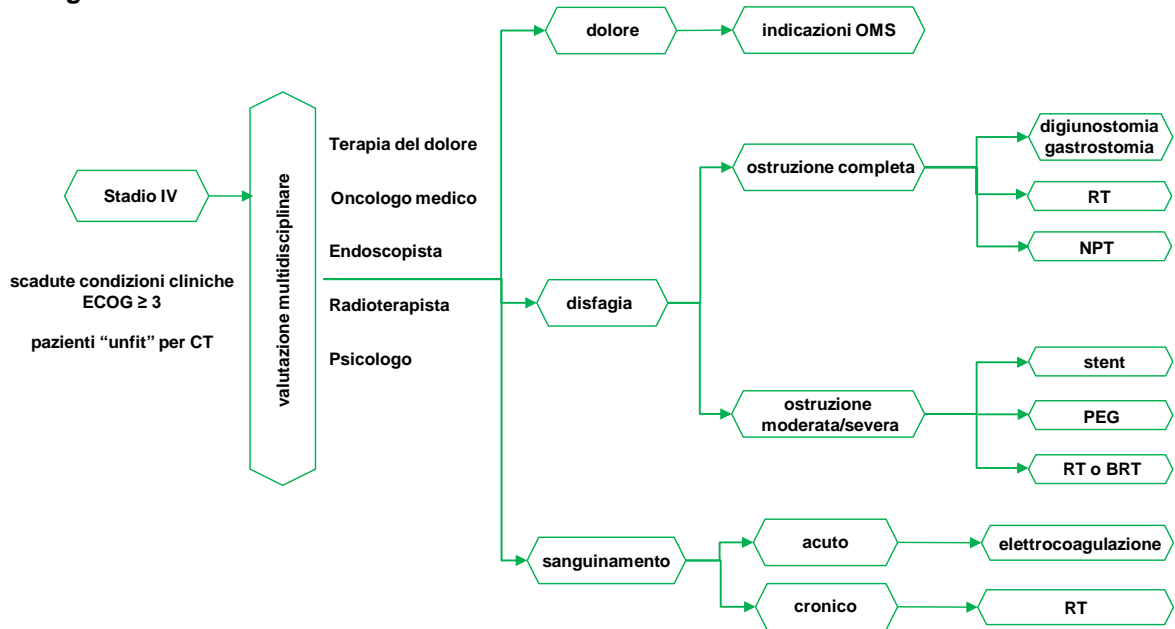 dolore
indicazioni OMS
Terapia del dolore
Oncologo medico
Endoscopista
Radioterapista
Psicologo
Stadio IV
scadute condizioni cliniche
ECOG ≥ 3
pazienti “unfit” per CT
valutazione multidisciplinare
disfagia
ostruzione completa
digiunostomia
gastrostomia
RT
NPT
ostruzione
moderata/severa
stent
PEG
RT o BRT
sanguinamento
acuto
elettrocoagulazione
cronico
RT